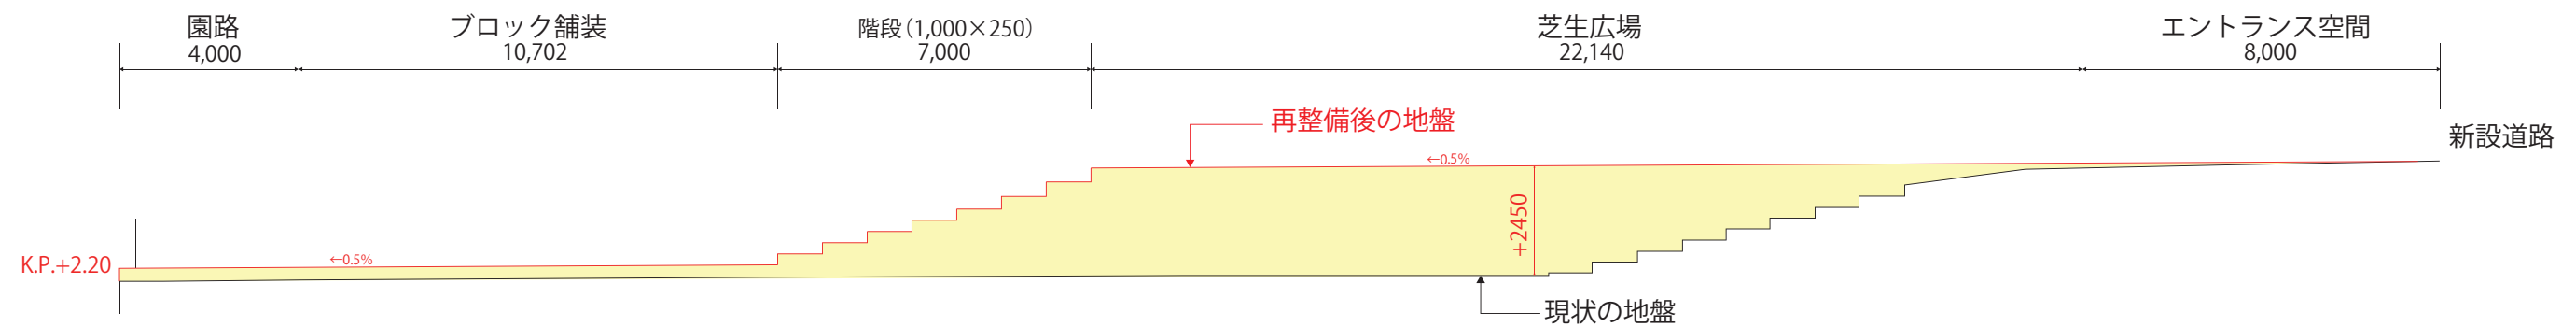 園路
4,000
ブロック舗装
10,702
階段（1,000×250）
7,000
芝生広場
22,140
エントランス空間
8,000
再整備後の地盤
新設道路
←0.5%
+2450
K.P.+2.20
←0.5%
現状の地盤